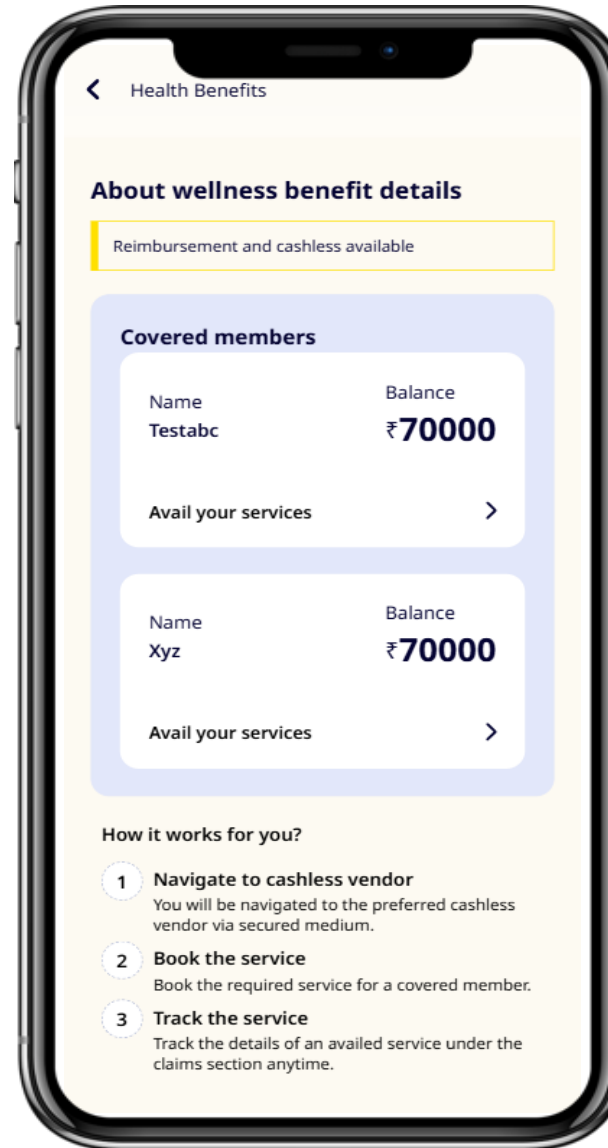 Health Benefits
About wellness benefit details
Reimbursement and cashless available
Covered members
Name
Balance
Testabc
₹70000
Avail your services
Name
Balance
Xyz
₹70000
Avail your services
How it works for you?
1 Navigate to cashless vendor
You will be navigated to the preferred cashless
vendor via secured medium.
2 Book the service
Book the required service for a covered member.
3 Track the service
Track the details of an availed service under the
claims section anytime.